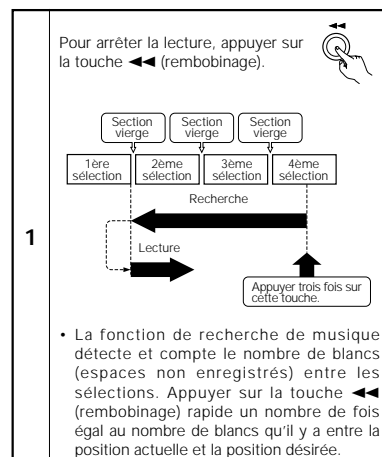 1
Pour arrêter la lecture, appuyer sur
la touche ◀◀ (rembobinage).
◀◀
Section
vierge
Section
vierge
Section
vierge
1ère
sélection
2ème
sélection
3ème
sélection
4ème
sélection
Recherche
Lecture
Appuyer trois fois sur
cette touche.
• La fonction de recherche de musique
détecte et compte le nombre de blancs
(espaces non enregistrés) entre les
sélections. Appuyer sur la touche ◀◀
(rembobinage) rapide un nombre de fois
égal au nombre de blancs qu'il y a entre la
position actuelle et la position désirée.